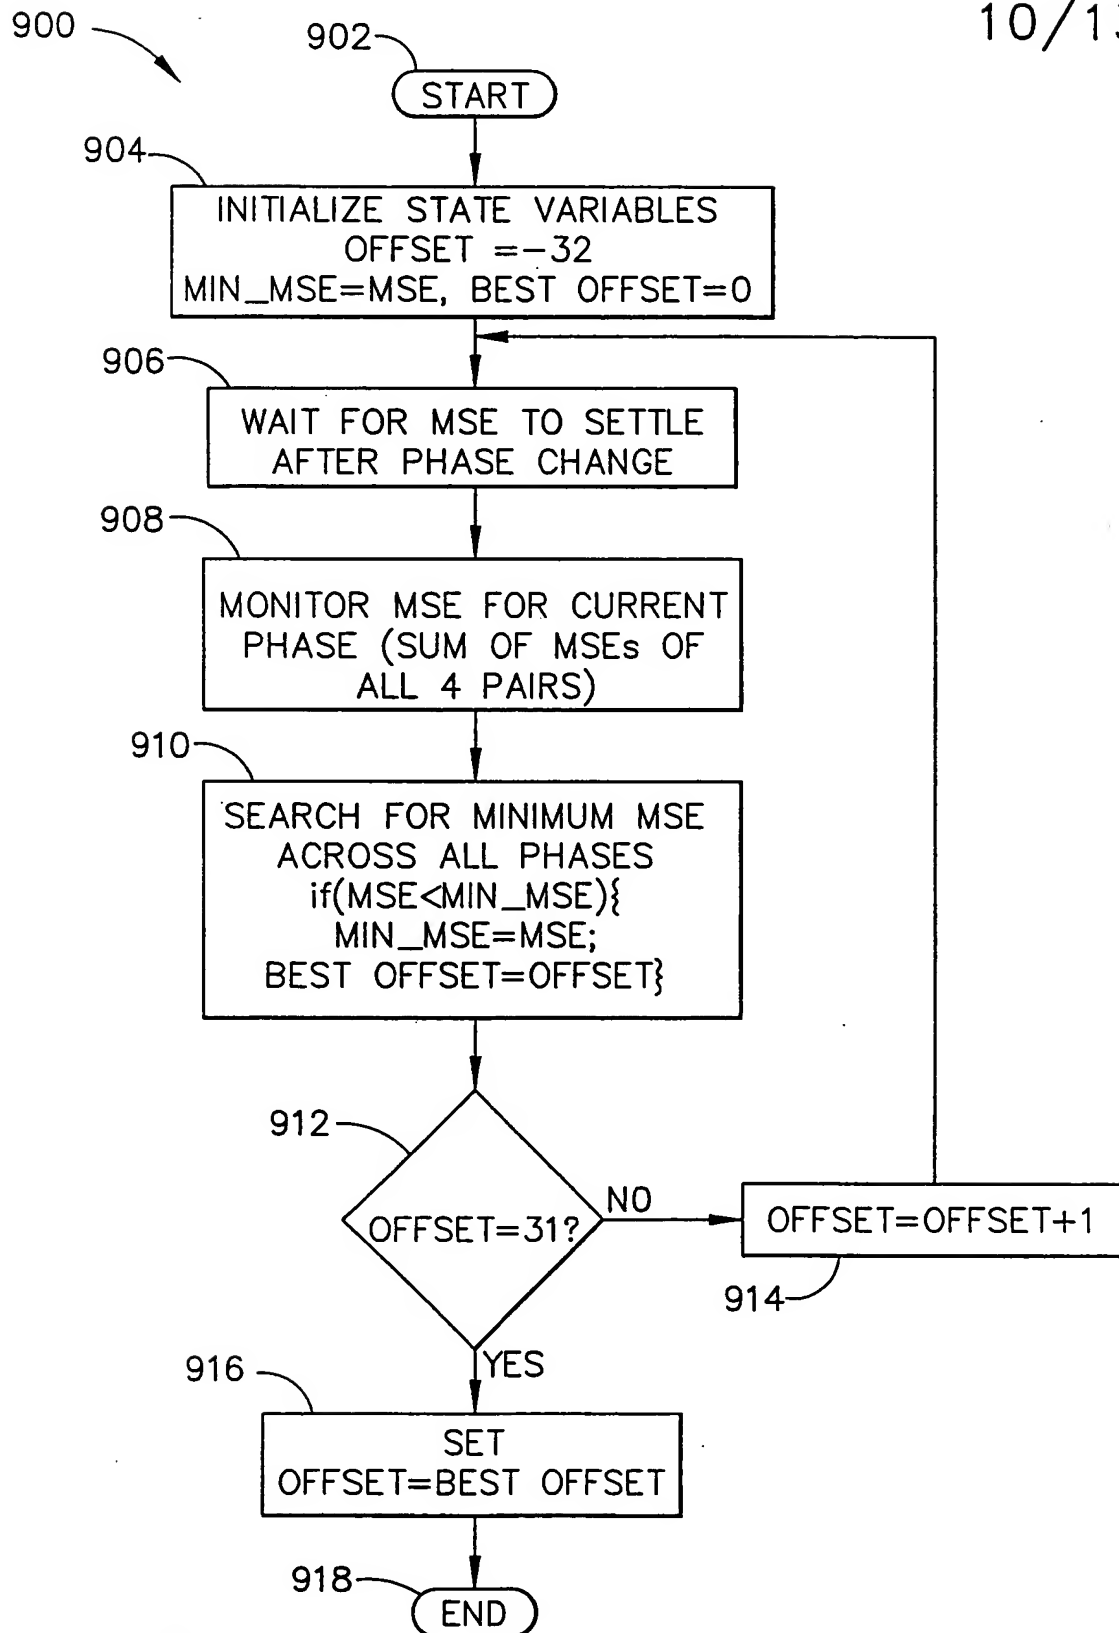 900
902
10/13
START
904
INITIALIZE STATE VARIABLES
OFFSET =-32
MIN_MSE=MSE, BEST OFFSET=0
906
WAIT FOR MSE TO SETTLE
AFTER PHASE CHANGE
908
MONITOR MSE FOR CURRENT
PHASE (SUM OF MSEs OF
ALL 4 PAIRS)
910
SEARCH FOR MINIMUM MSE
ACROSS ALL PHASES
if(MSE<MIN_MSE){
MIN_MSE=MSE;
BEST OFFSET=OFFSET}
912
OFFSET=31?
NO
OFFSET=OFFSET+1
914
YES
916
SET
OFFSET=BEST OFFSET
918
END